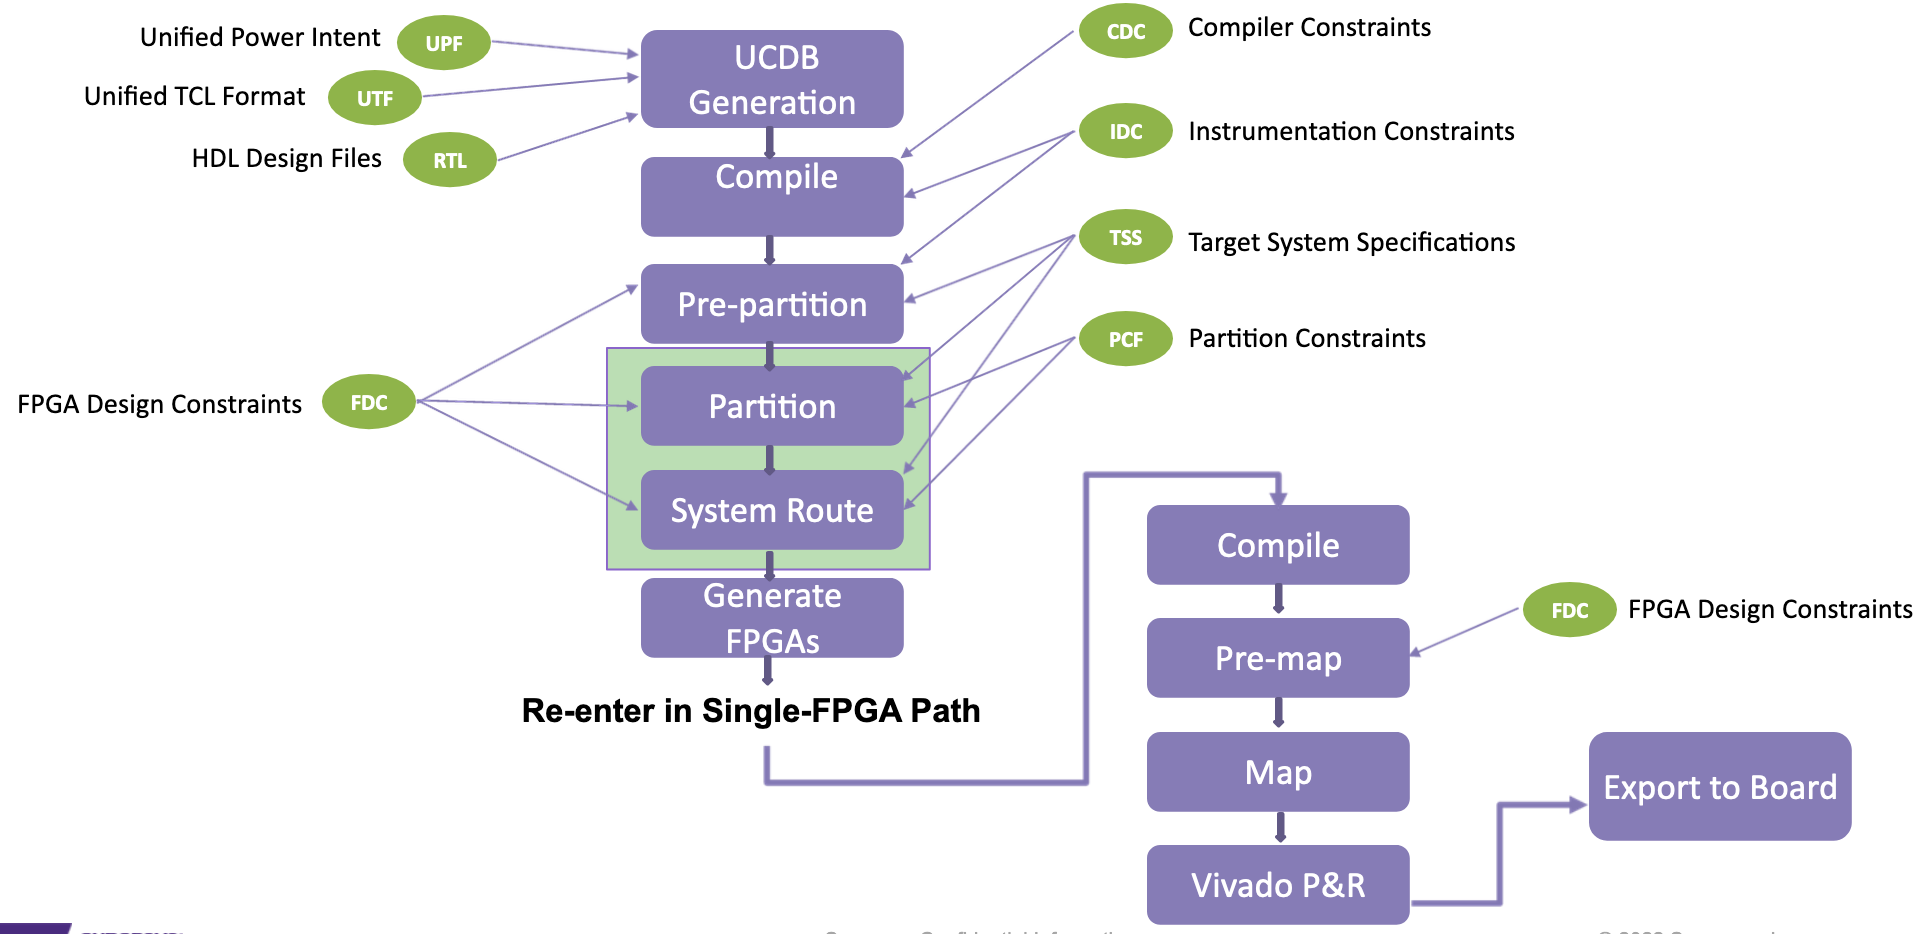 Unified Power Intent
UPF
Unified TCL Format
UTF
HDL Design Files
RTL
UCDB
Generation
CDC
Compiler Constraints
IDC
Instrumentation Constraints
Compile
TSS
Target System Specifications
Pre-partition
PCF
Partition Constraints
FPGA Design Constraints
FDC
Partition
System Route
Generate
FPGAs
Re-enter in Single-FPGA Path
Compile
Pre-map
FDC
FPGA Design Constraints
Map
Vivado P&R
Export to Board